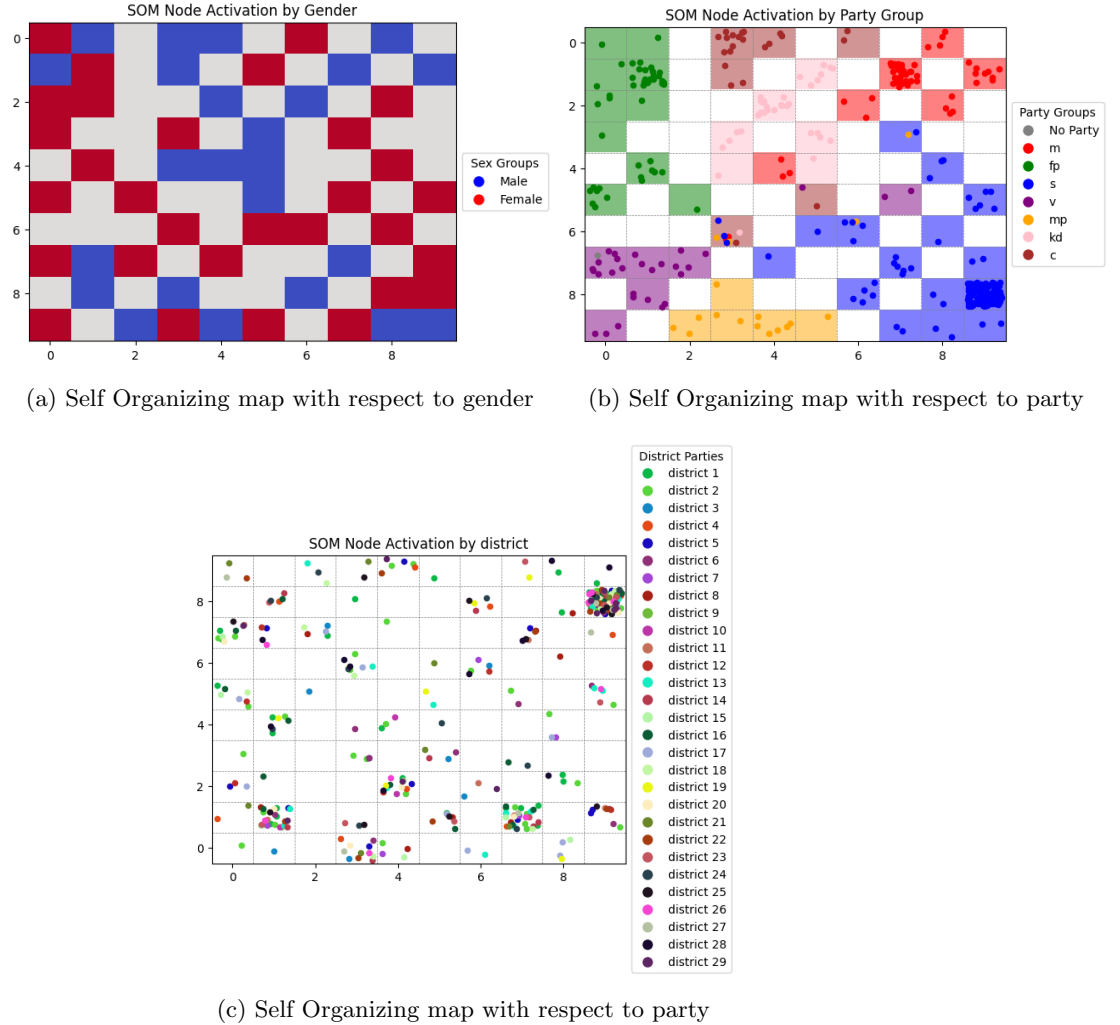 SOM Node Activation by Gender
0
2
4
6
8
0 2 4 6 8
Sex Groups
Male
Female
(a) Self Organizing map with respect to gender
SOM Node Activation by Party Group
0
2
4
6
8
0 2 4 6 8
Party Groups
No Party
m
fp
s
v
mp
kd
c
(b) Self Organizing map with respect to party
SOM Node Activation by district
8
6
4
2
0
0 2 4 6 8
District Parties
district 1
district 2
district 3
district 4
district 5
district 6
district 7
district 8
district 9
district 10
district 11
district 12
district 13
district 14
district 15
district 16
district 17
district 18
district 19
district 20
district 21
district 22
district 23
district 24
district 25
district 26
district 27
district 28
district 29
(c) Self Organizing map with respect to party